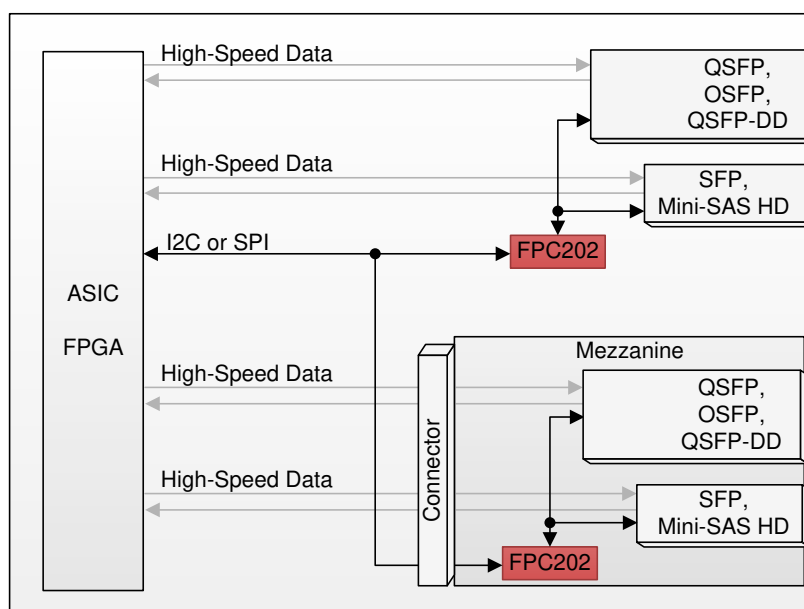 High-Speed Data
QSFP,
OSFP,
QSFP-DD
High-Speed Data
SFP,
Mini-SAS HD
I2C or SPI
FPC202
ASIC
FPGA
Mezzanine
High-Speed Data
QSFP,
OSFP,
QSFP-DD
Connector
High-Speed Data
SFP,
Mini-SAS HD
FPC202